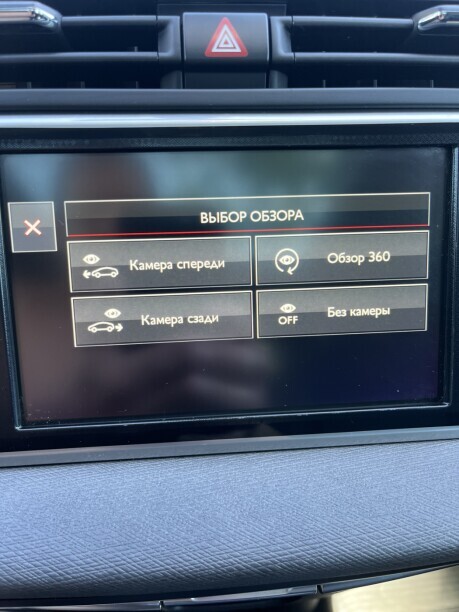 ВЫБОР ОБЗОРА
Камера спереди
Обзор 360
Камера сзади
OFF
Без камеры